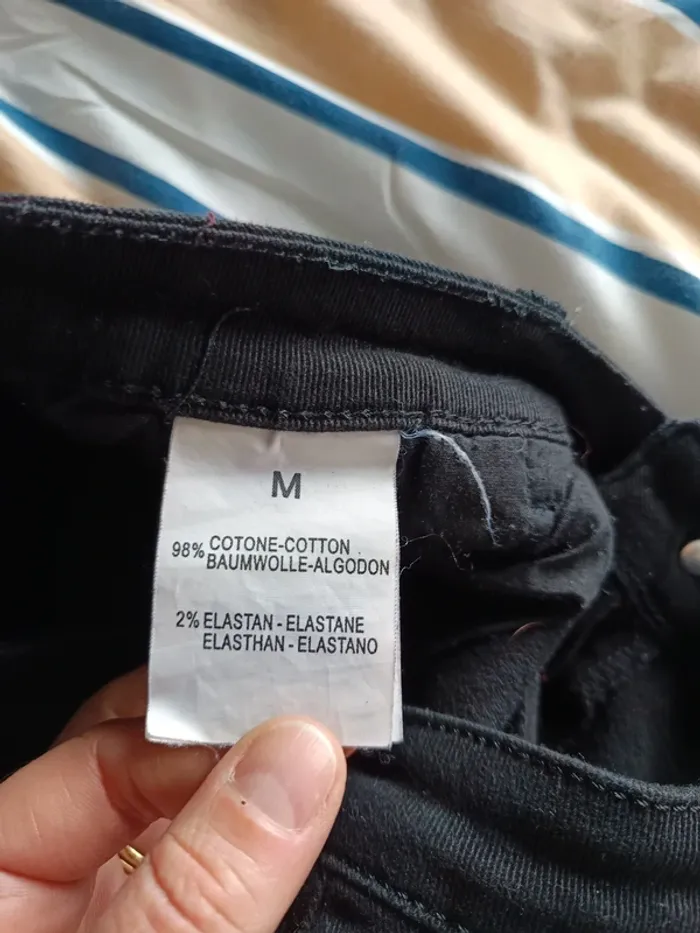 M
98% COTONE-COTTON
BAUMWOLLE-ALGODON
2% ELASTAN - ELASTANE
ELASTHAN - ELASTANO